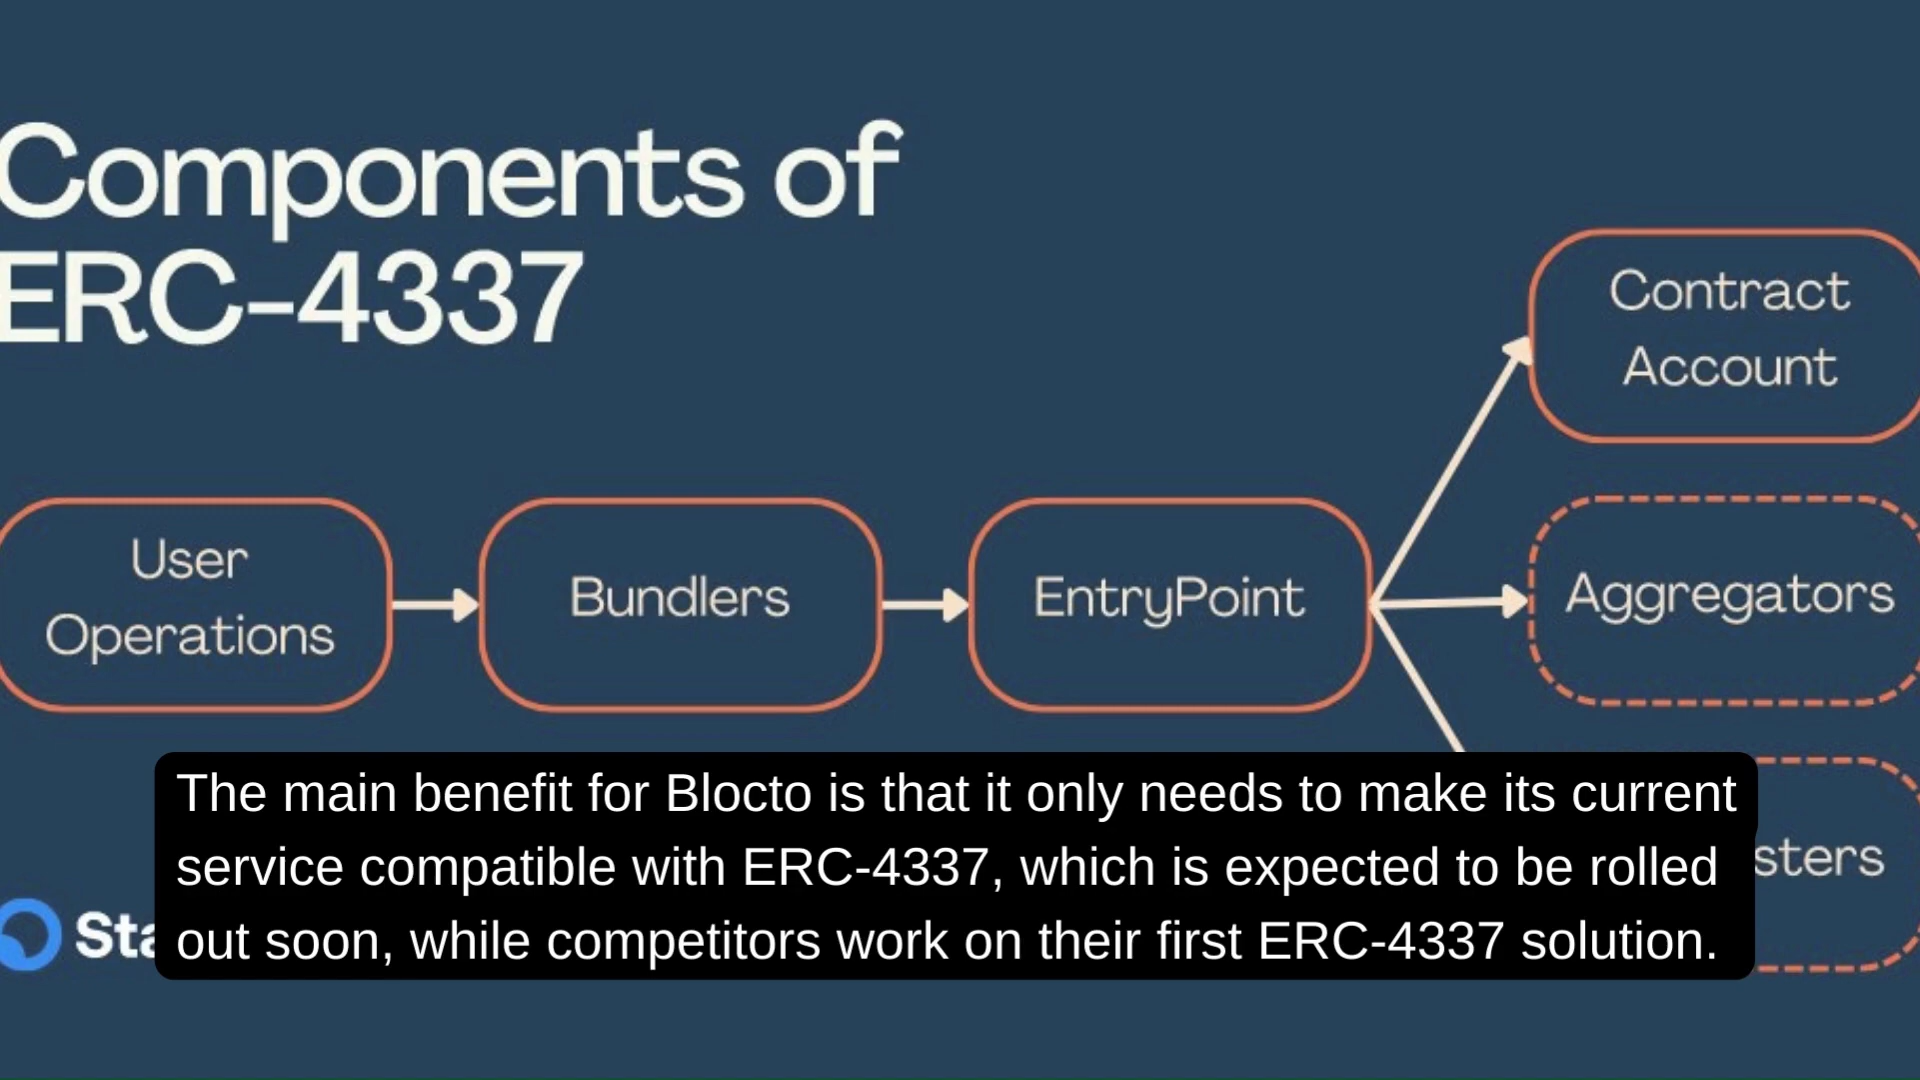 Components of
ERC-4337
Contract
Account
User
Operations
Bundlers
EntryPoint
Aggregators
The main benefit for Blocto is that it only needs to make its current
service compatible with ERC-4337, which is expected to be rolled
out soon, while competitors work on their first ERC-4337 solution.